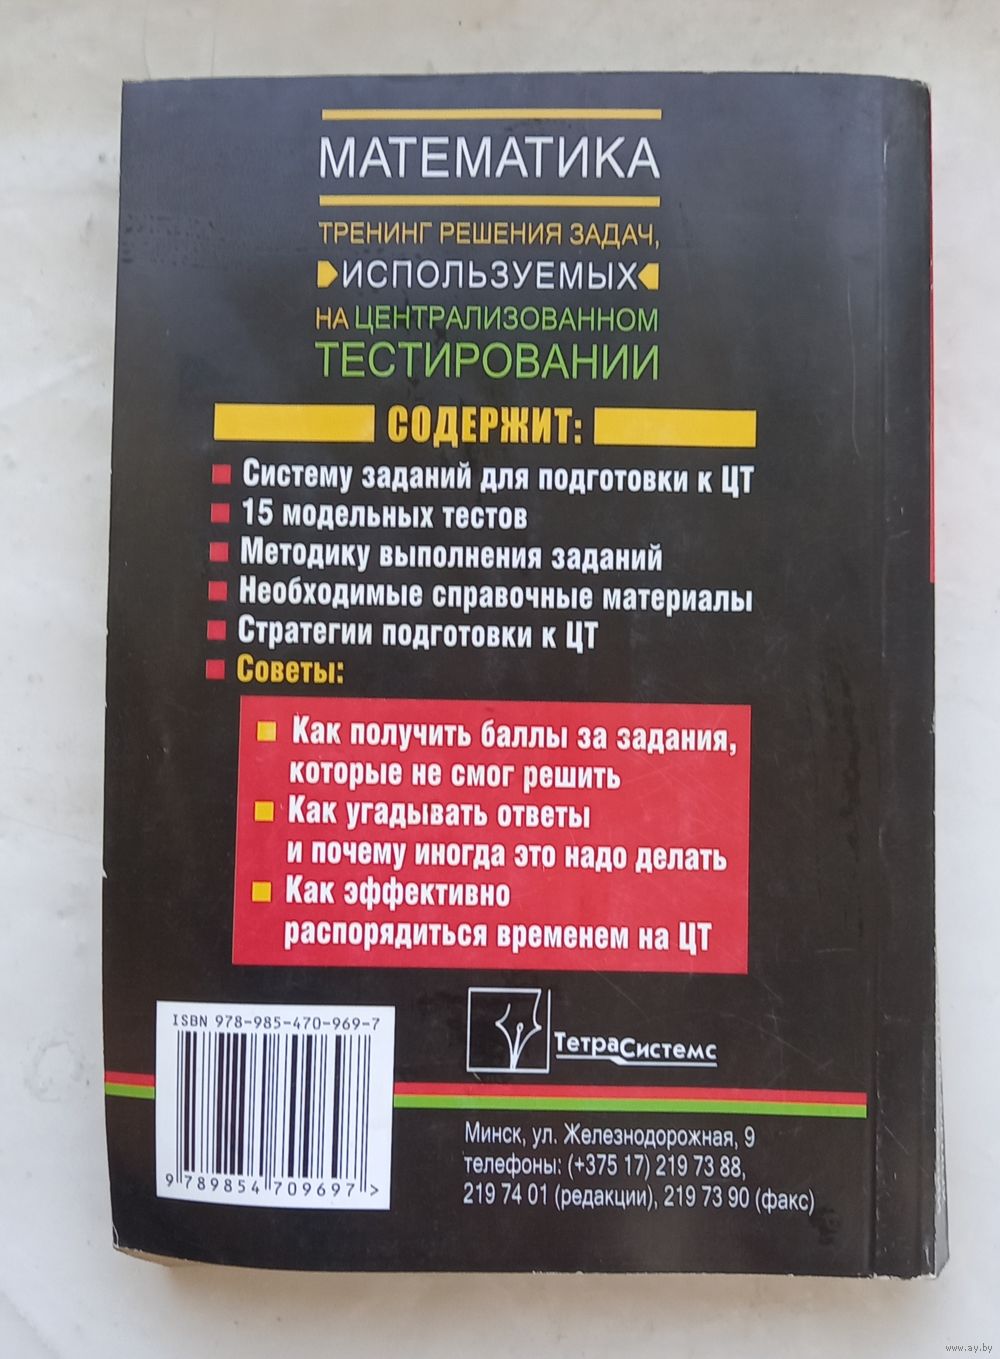 МАТЕМАТИКА
ТРЕНИНГ РЕШЕНИЯ ЗАДАЧ,
ИСПОЛЬЗУЕМЫХ
НА ЦЕНТРАЛИЗОВАННОМ
ТЕСТИРОВАНИИ
СОДЕРЖИТ:
Систему заданий для подготовки к ЦТ
15 модельных тестов
Методику выполнения заданий
Необходимые справочные материалы
Стратегии подготовки к ЦТ
Советы:
Как получить баллы за задания,
которые не смог решить
Как угадывать ответы
и почему иногда это надо делать
Как эффективно
распорядиться временем на ЦТ
ISBN 978-985-470-969-7
9 789854 709697 >
ТетраСистемс
Минск, ул. Железнодорожная, 9
телефоны: (+375 17) 219 73 88,
219 74 01 (редакции), 219 73 90 (факс)
www.ay.by